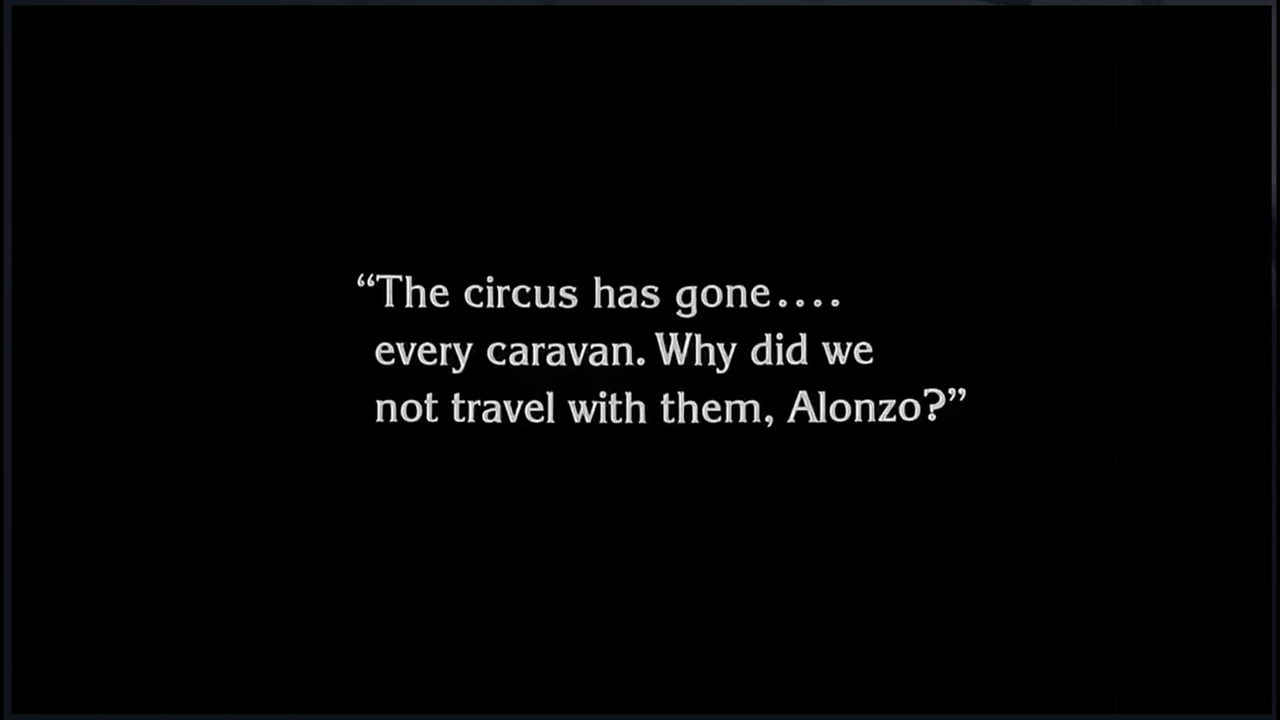 “The circus has gone....
every caravan. Why did we
not travel with them, Alonzo?”